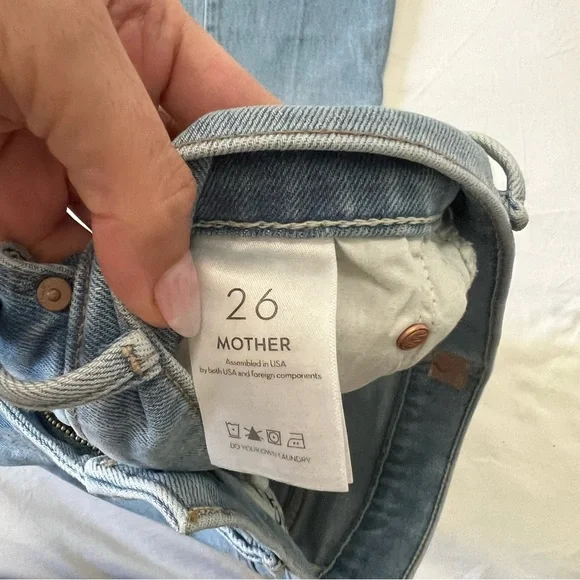 26
MOTHER
Assembled in USA
by both USA and foreign components
DO YOUR OWN LAUNDRY